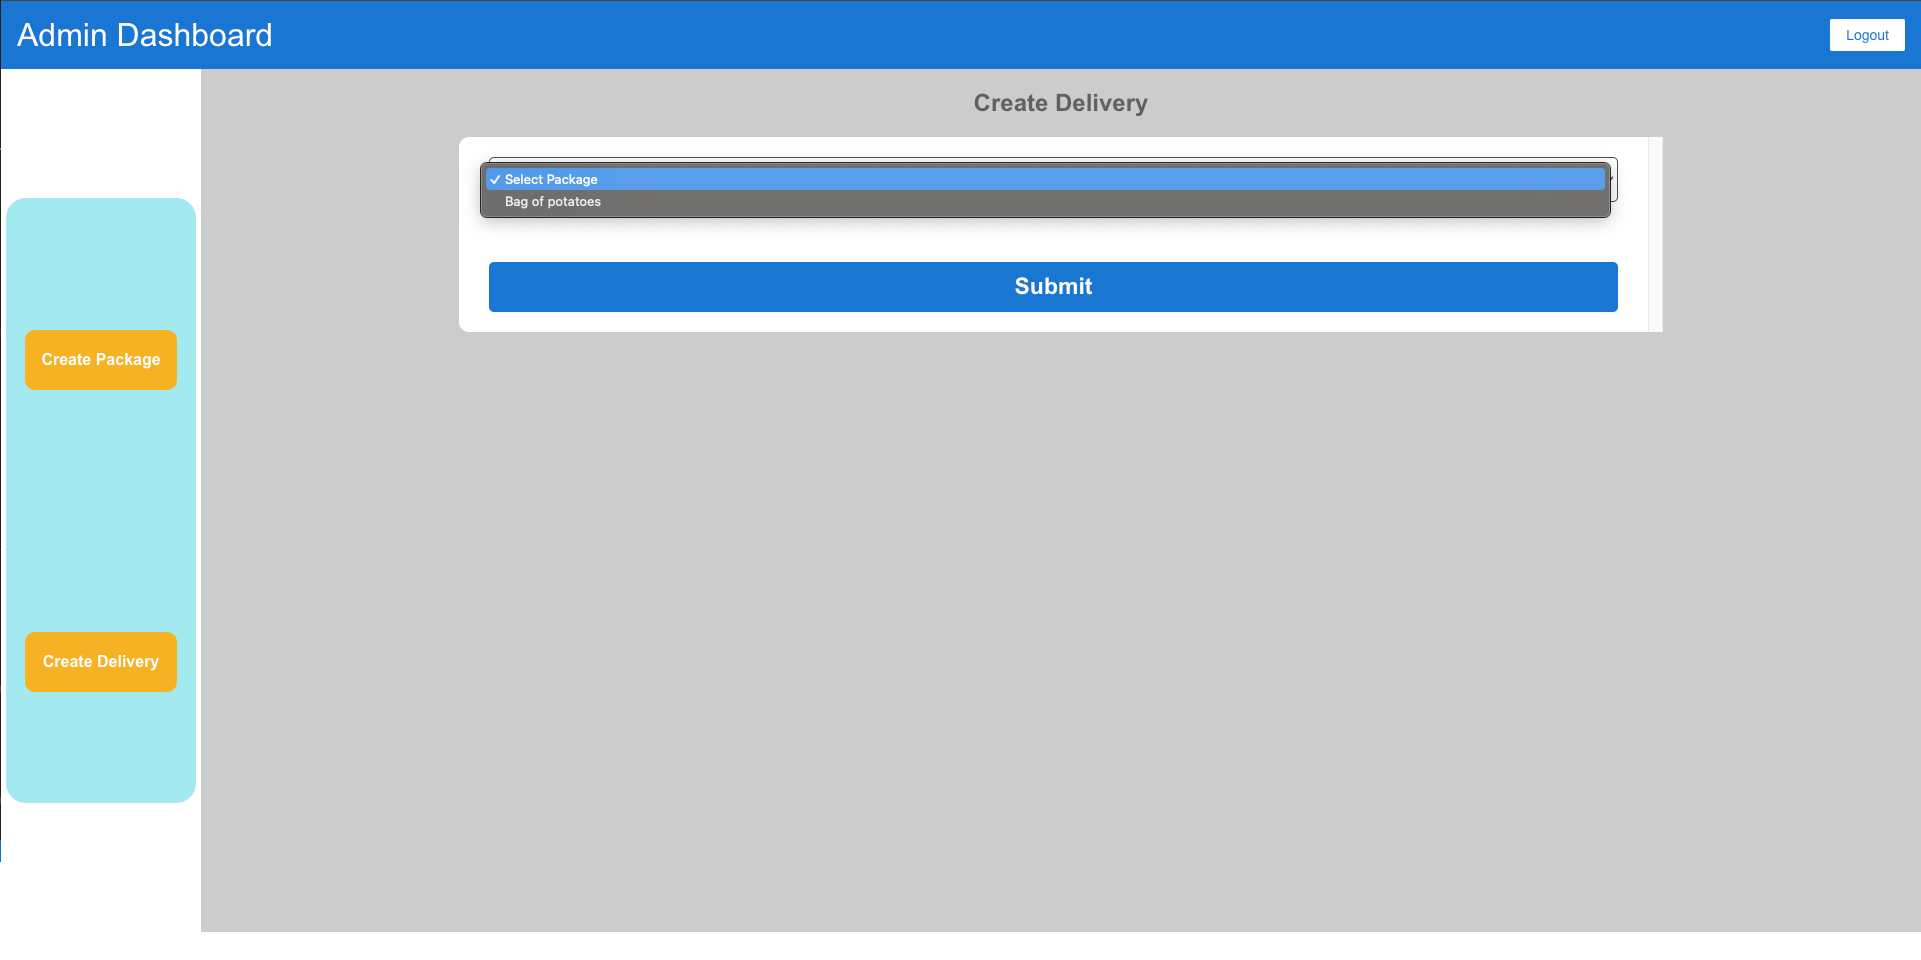 Admin Dashboard
Logout
Create Delivery
✓ Select Package
Bag of potatoes
Submit
Create Package
Create Delivery